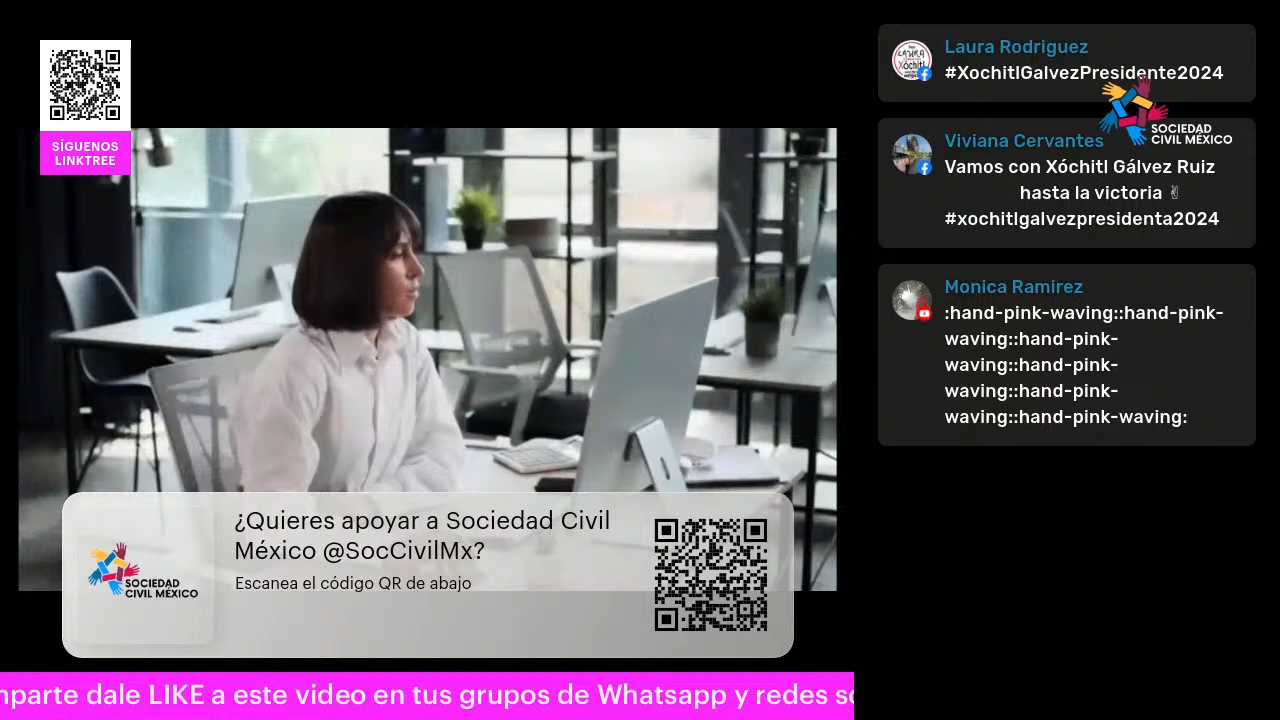 SÍGUENOS
LINKTREE
Laura Rodriguez
#XochitlGalvezPresidente2024
SOCIEDAD
CIVIL MÉXICO
Viviana Cervantes
Vamos con Xóchitl Gálvez Ruiz
hasta la victoria ✌
#xochitlgalvezpresidenta2024
Monica Ramirez
:hand-pink-waving::hand-pink-
waving::hand-pink-
waving::hand-pink-
waving::hand-pink-
waving::hand-pink-waving:
¿Quieres apoyar a Sociedad Civil
México @SocCivilMx?
Escanea el código QR de abajo
SOCIEDAD
CIVIL MÉXICO
mparte dale LIKE a este video en tus grupos de Whatsapp y redes so